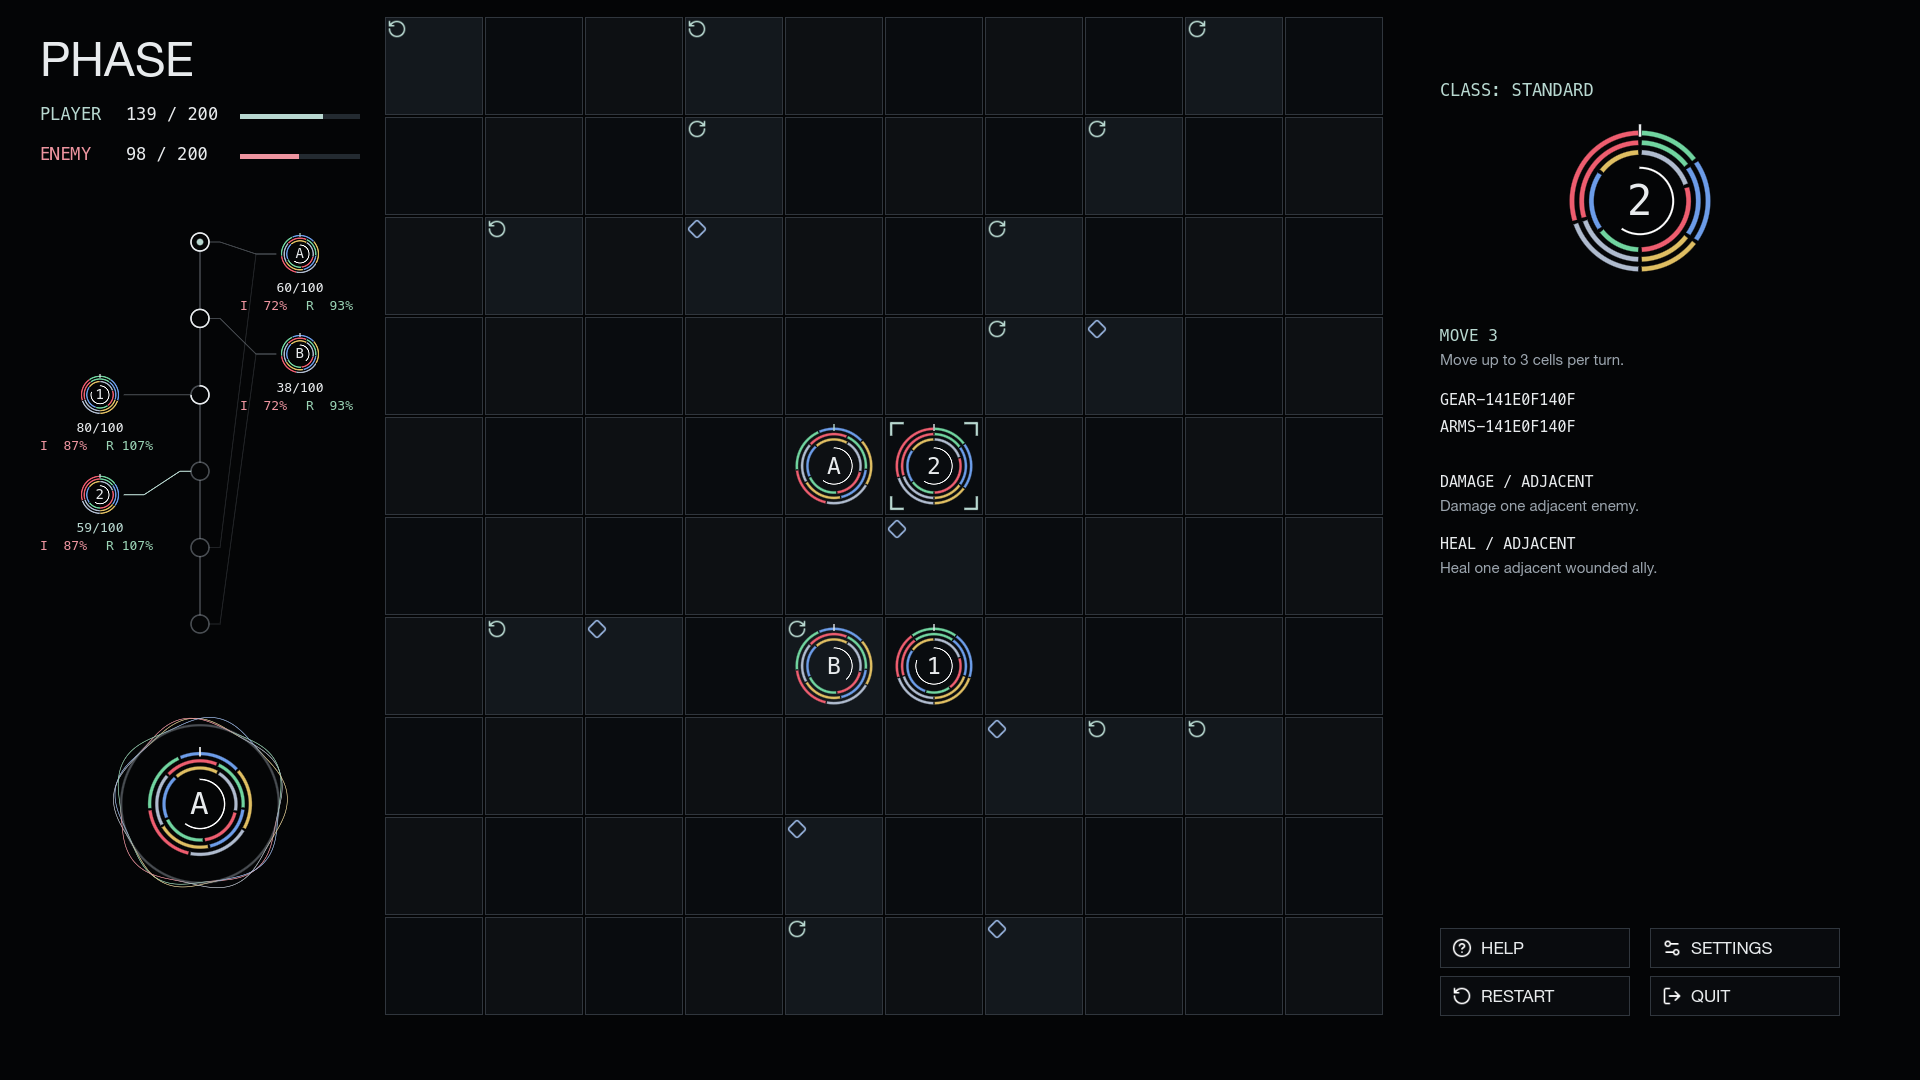 PHASE
PLAYER 139 / 200
ENEMY 98 / 200
A
60/100
I 72% R 93%
B
38/100
I 72% R 93%
1
80/100
I 87% R 107%
2
59/100
I 87% R 107%
A
A 2
B 1
CLASS: STANDARD
2
MOVE 3
Move up to 3 cells per turn.
GEAR-141E0F140F
ARMS-141E0F140F
DAMAGE / ADJACENT
Damage one adjacent enemy.
HEAL / ADJACENT
Heal one adjacent wounded ally.
HELP SETTINGS
RESTART QUIT